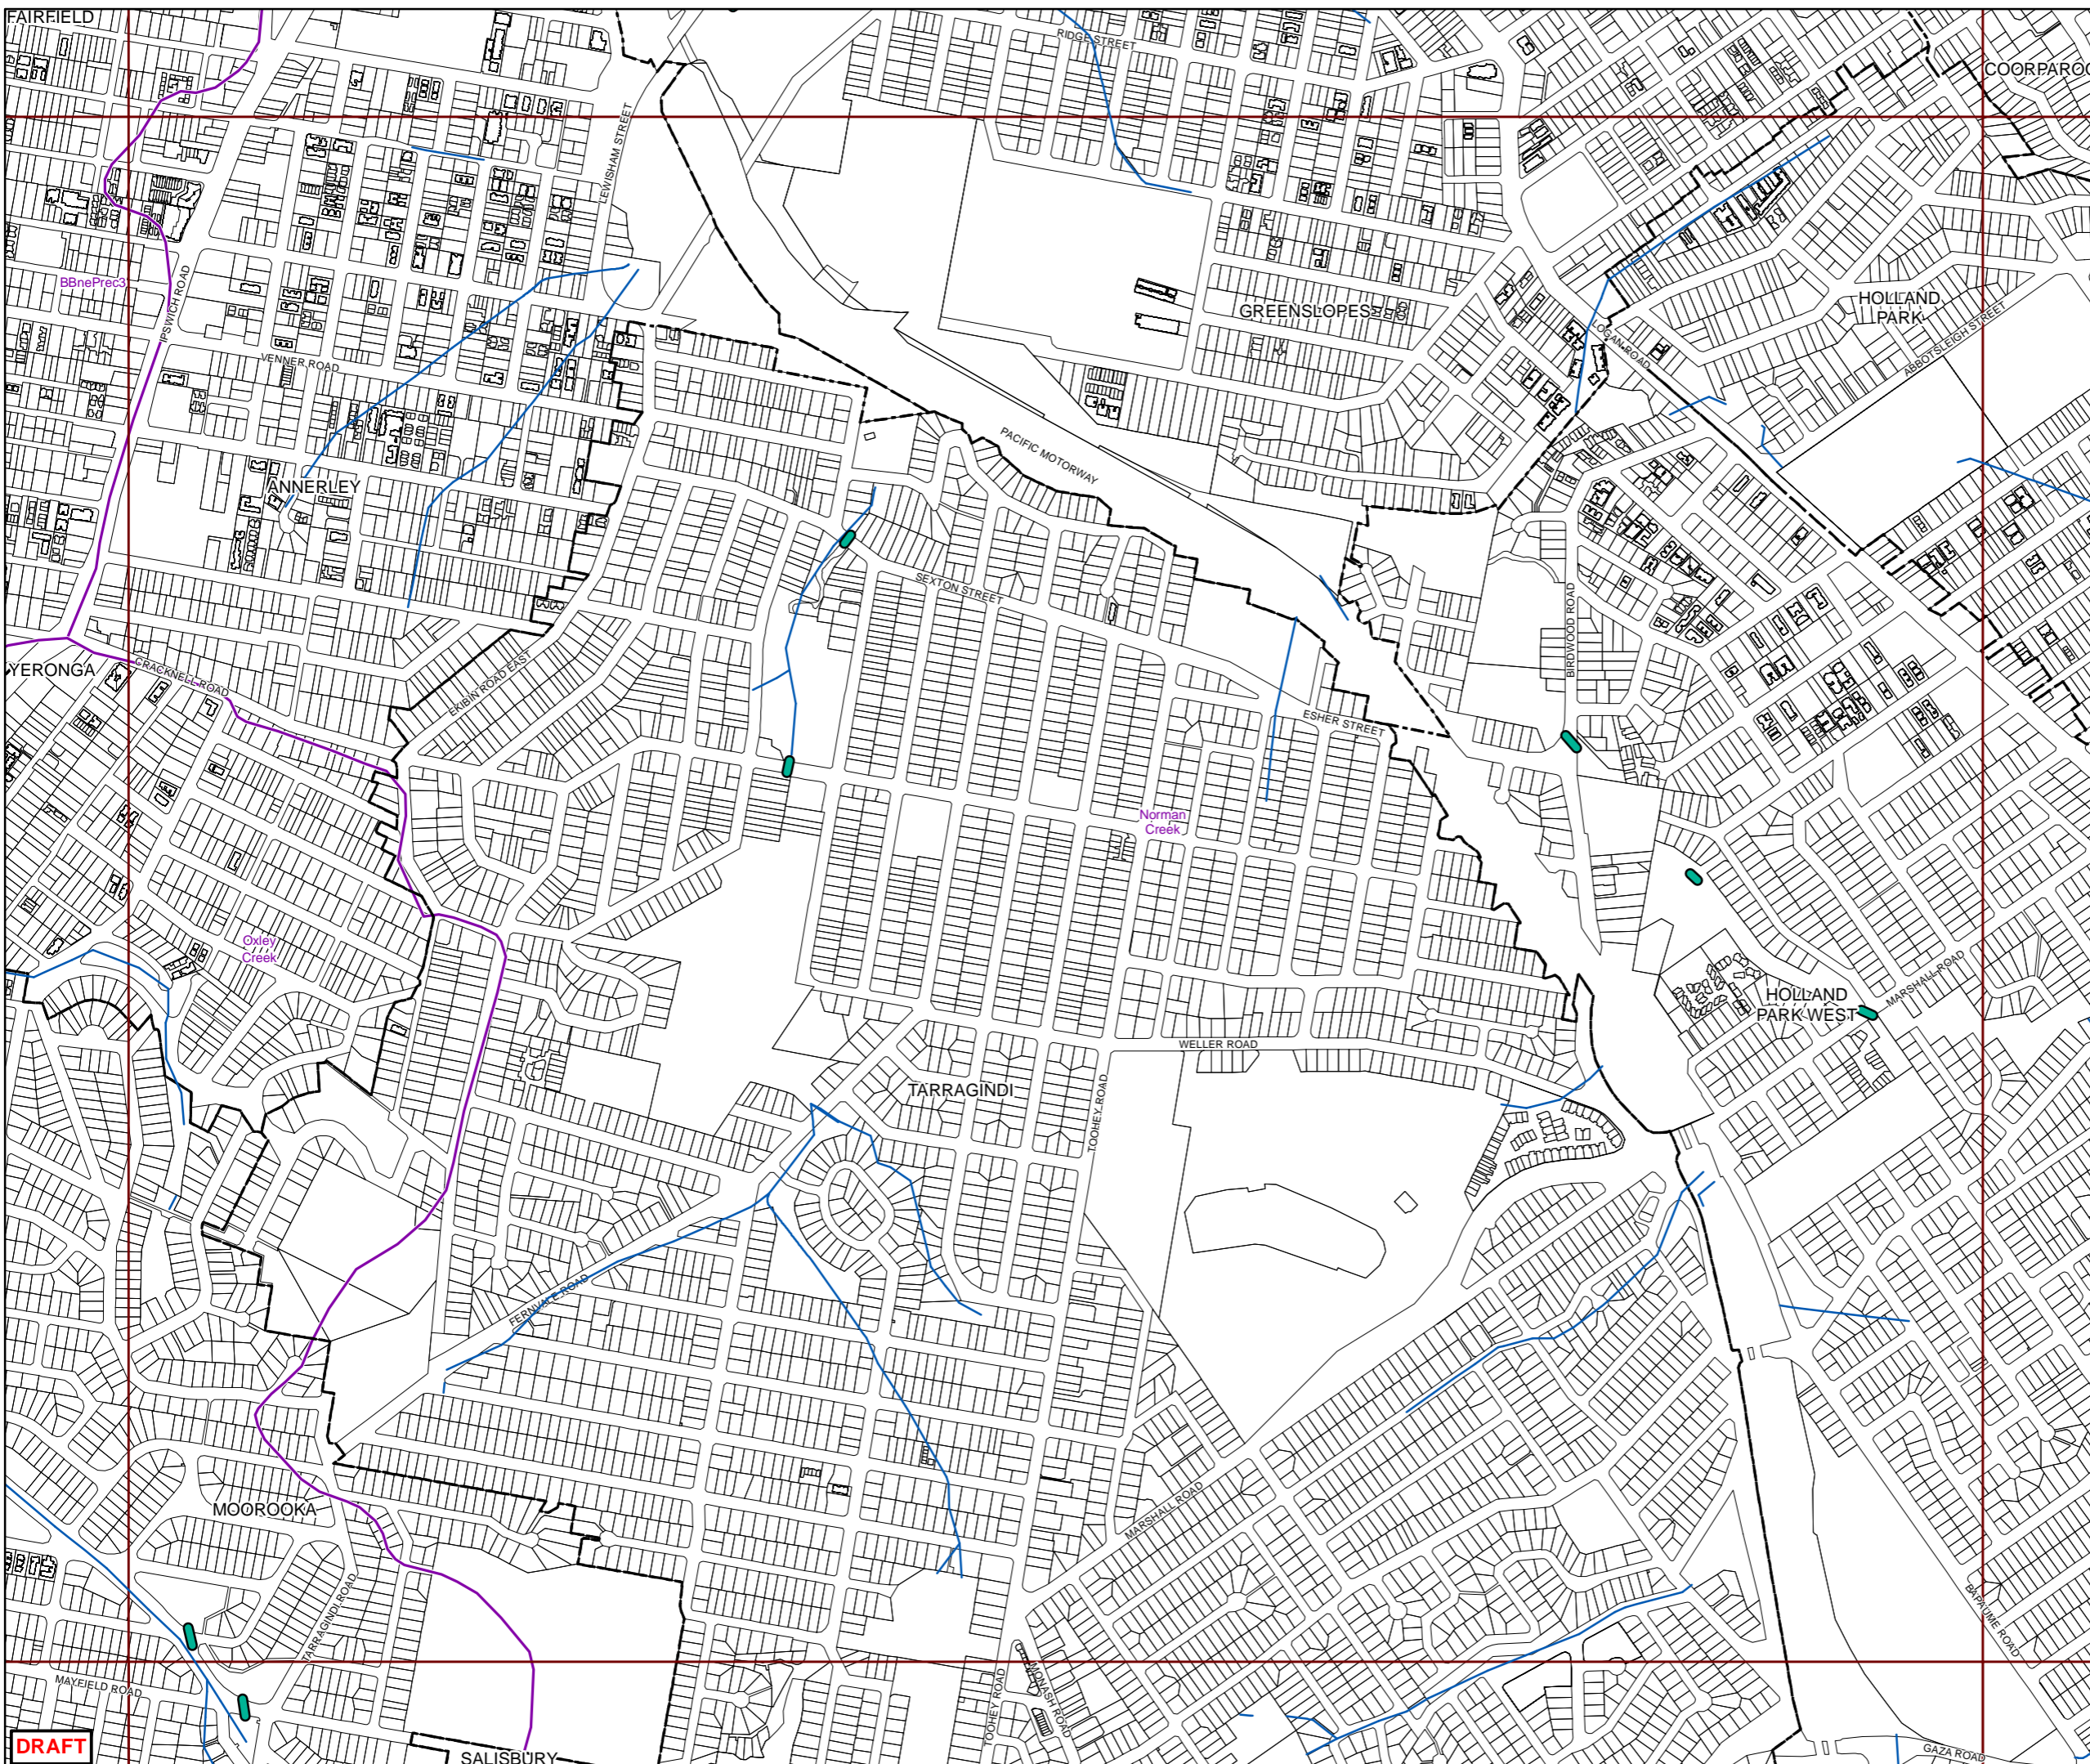 FAIRFIELD
RIDGE STREET
COORPAROO
LEWISHAM STREET
BBnePrec3
IPSWICH ROAD
GREENSLOPES
HOLLAND
PARK
LOGAN ROAD
ABBOTSLEIGH STREET
VENNER ROAD
PACIFIC MOTORWAY
ANNERLEY
SEXTON STREET
BIRDWOOD ROAD
YERONGA
CRACKNELL ROAD
EKIBIN ROAD EAST
ESHER STREET
Norman
Creek
Oxley
Creek
MARSHALL ROAD
HOLLAND
PARK WEST
WELLER ROAD
TARRAGINDI
TOOHEY ROAD
FERNVALE ROAD
MARSHALL ROAD
MOOROOKA
TARRAGINDI ROAD
BAPAUME ROAD
MAYFIELD ROAD
TOOHEY ROAD
MONASH ROAD
DRAFT
SALISBURY
GAZA ROAD